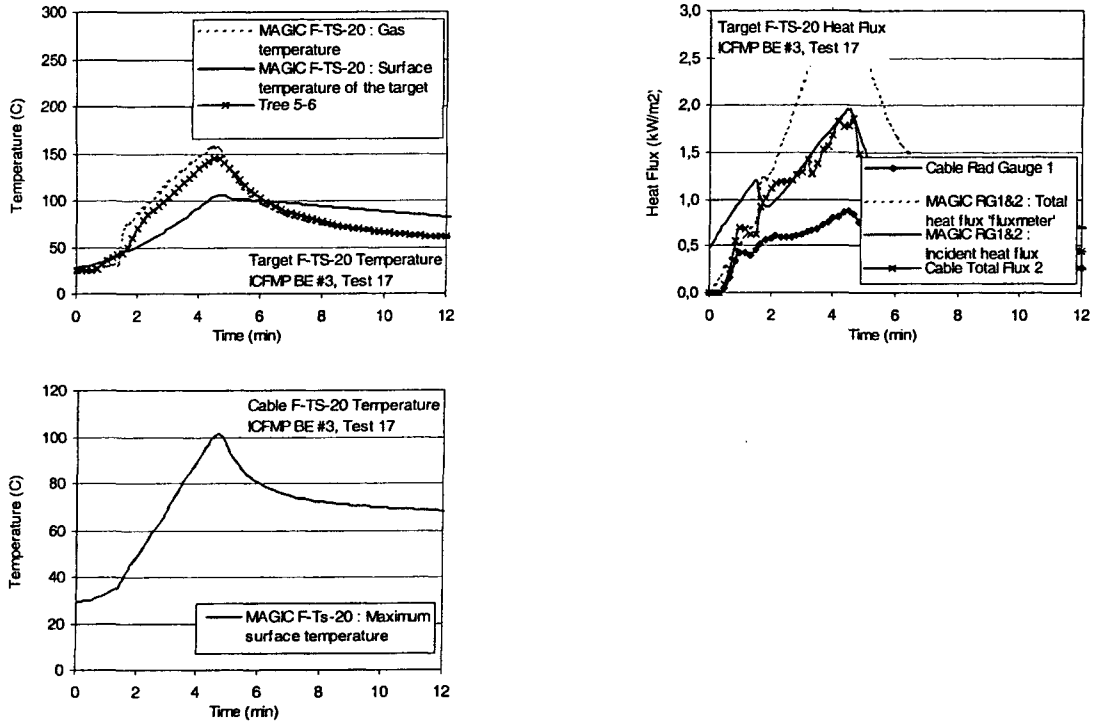 300
250
200
150
100
50
0
Temperature (C)
MAGIC F-TS-20 : Gas
temperature
MAGIC F-TS-20 : Surface
temperature of the target
Tree 5-6
Target F-TS-20 Temperature
ICFMP BE #3, Test 17
0 2 4 6 8 10 12
Time (min)
3,0
2,5
2,0
1,5
1,0
0,5
0,0
Heat Flux (kW/m2;
Target F-TS-20 Heat Flux
ICFMP BE #3, Test 17
Cable Rad Gauge 1
MAGIC RG1&2 : Total
heat flux 'fluxmeter'
MAGIC RG1&2 :
Incident heat flux
Cable Total Flux 2
0 2 4 6 8 10 12
Time (min)
120
100
80
60
40
20
0
Temperature (C)
Cable F-TS-20 Temperature
ICFMP BE #3, Test 17
MAGIC F-Ts-20 : Maximum
surface temperature
0 2 4 6 8 10 12
Time (min)